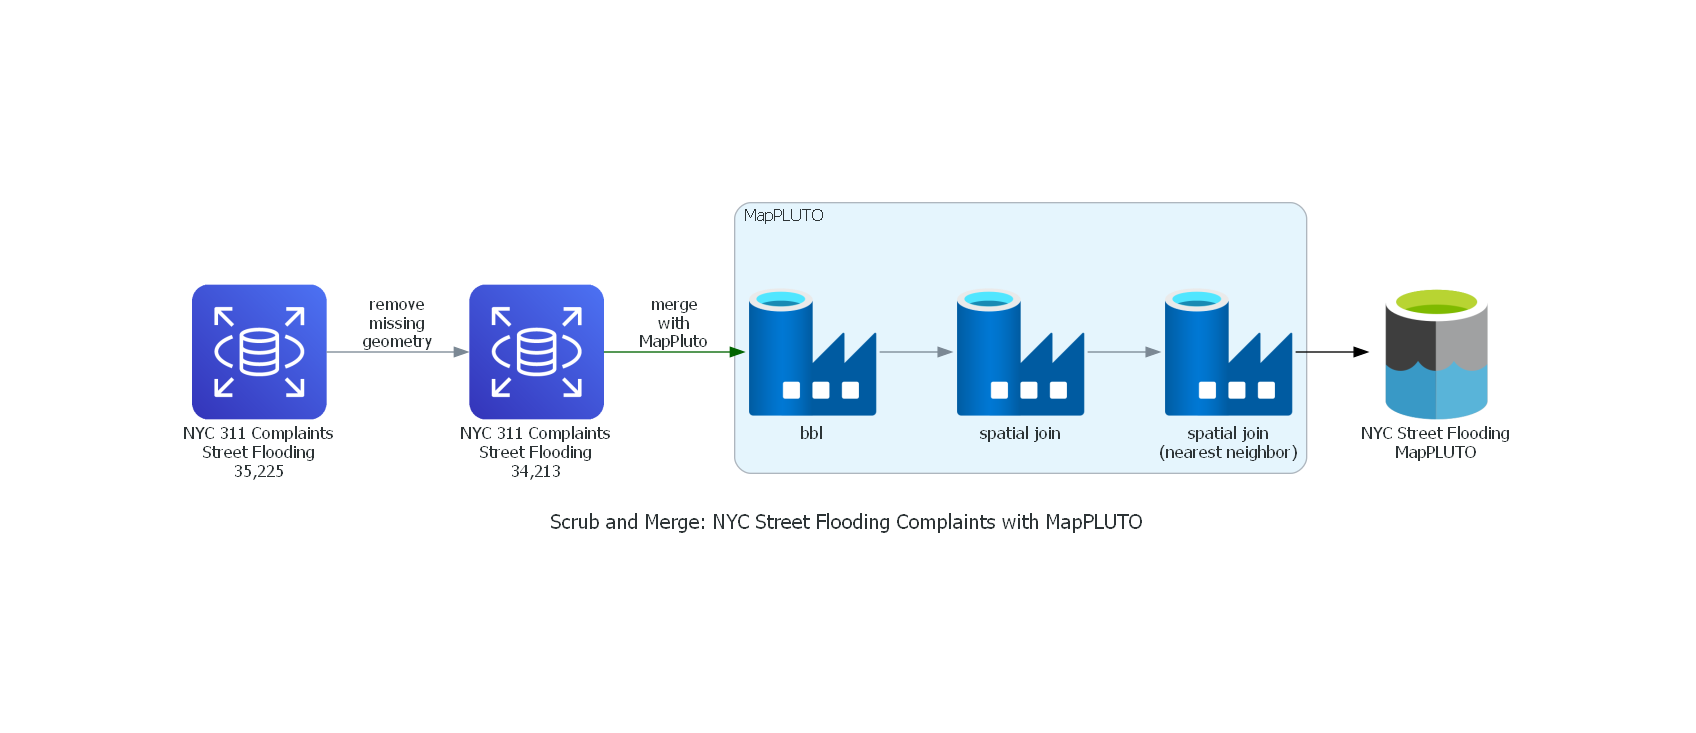 MapPLUTO
remove
missing
geometry
merge
with
MapPluto
NYC 311 Complaints
Street Flooding
35,225
NYC 311 Complaints
Street Flooding
34,213
bbl
spatial join
spatial join
(nearest neighbor)
NYC Street Flooding
MapPLUTO
Scrub and Merge: NYC Street Flooding Complaints with MapPLUTO